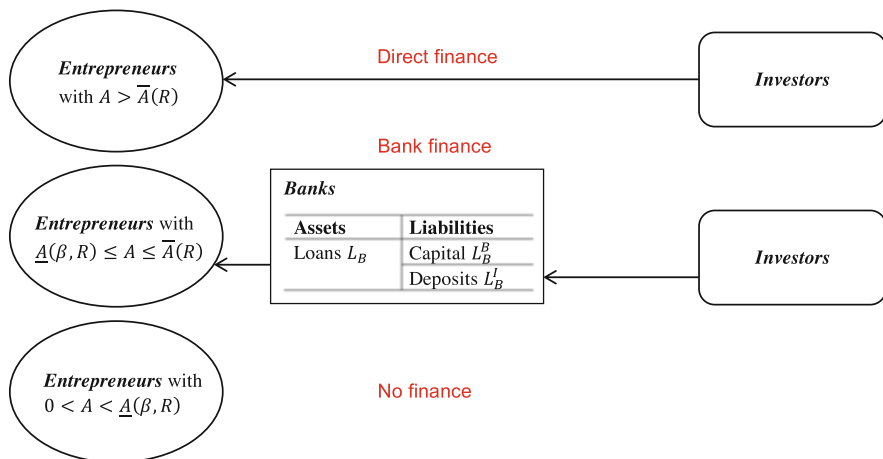 Direct finance
Entrepreneurs
with A > A̅(R)
Investors
Bank finance
Banks
Assets Liabilities
Loans L_B Capital L_B^B
Deposits L_B^I
Entrepreneurs with
A̲(β, R) ≤ A ≤ A̅(R)
Investors
Entrepreneurs with
0 < A < A̲(β, R)
No finance